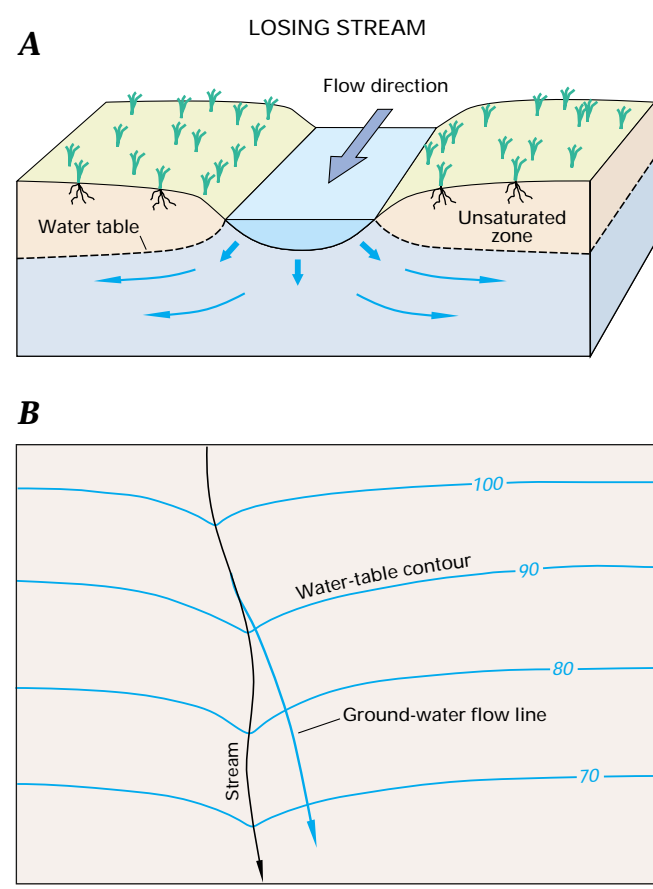 LOSING STREAM
A
Flow direction
Water table
Unsaturated
zone
B
100
Water-table contour
90
80
Ground-water flow line
Stream
70